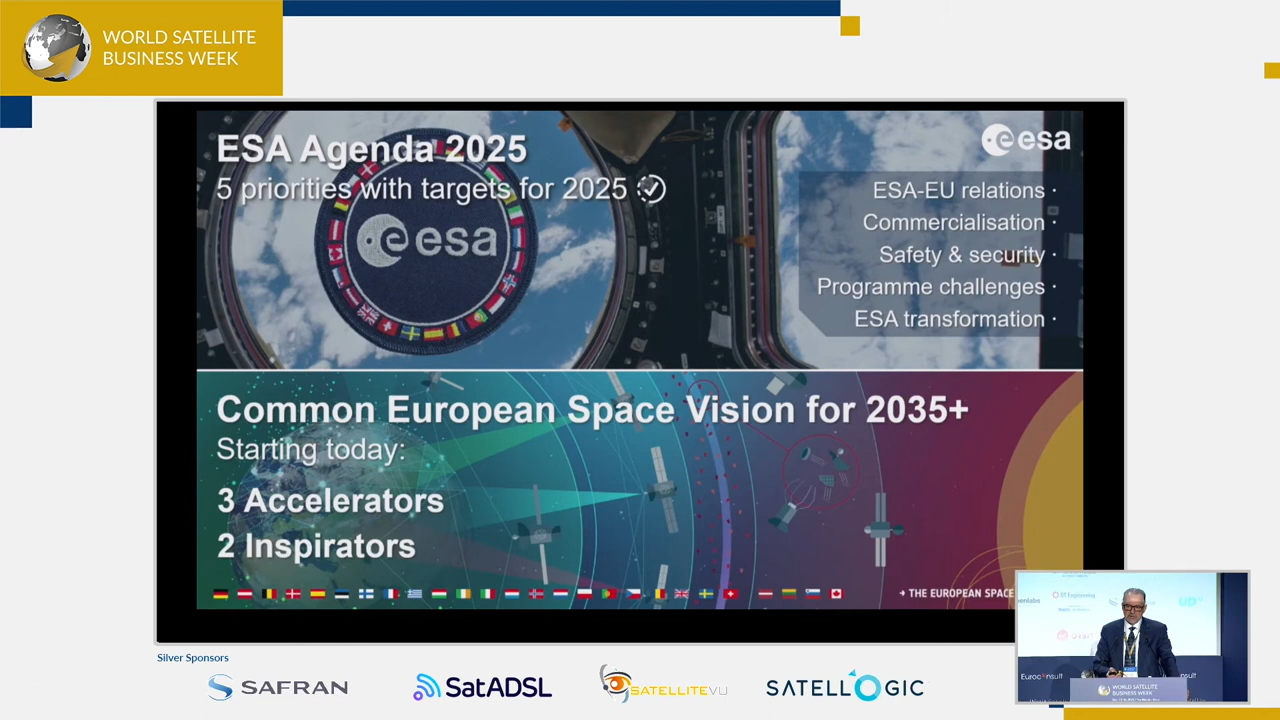 WORLD SATELLITE
BUSINESS WEEK
ESA Agenda 2025
5 priorities with targets for 2025
esa
esa
ESA-EU relations ·
Commercialisation ·
Safety & security ·
Programme challenges ·
ESA transformation ·
Common European Space Vision for 2035+
Starting today:
3 Accelerators
2 Inspirators
→ THE EUROPEAN SPACE
Silver Sponsors
SAFRAN
SatADSL
SATELLITEVU
SATELLOGIC
WORLD SATELLITE
BUSINESS WEEK